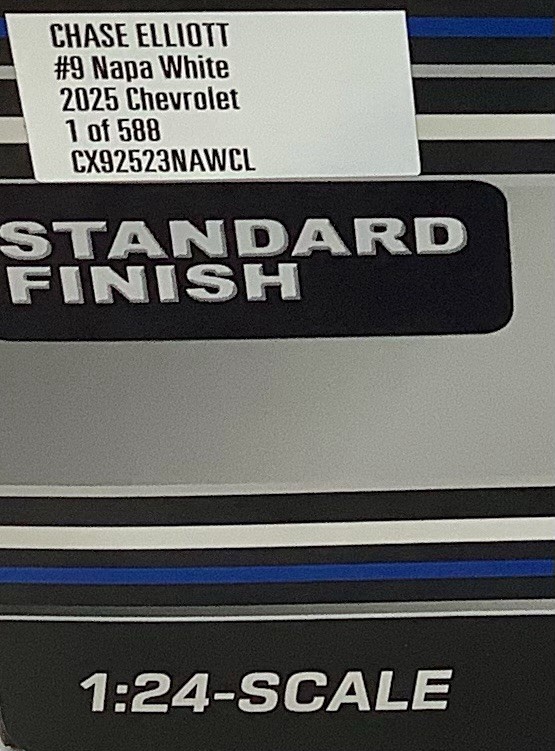 CHASE ELLIOTT
#9 Napa White
2025 Chevrolet
1 of 588
CX92523NAWCL
STANDARD
FINISH
1:24-SCALE